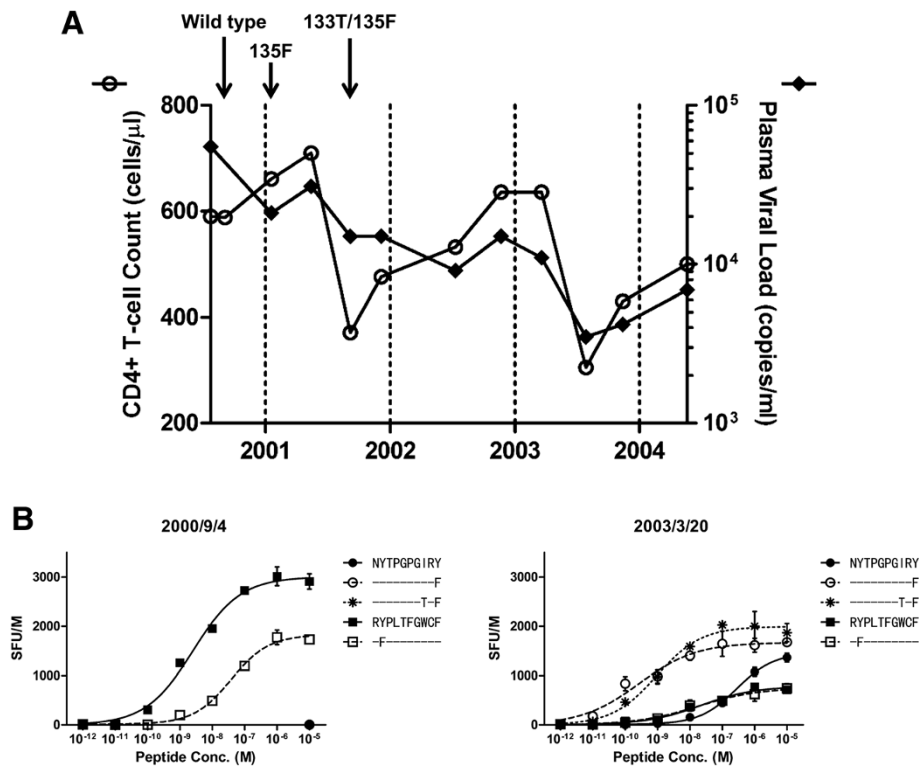 A
Wild type
135F
133T/135F
CD4+ T-cell Count (cells/µl)
800
600
400
200
10^5
10^4
10^3
Plasma Viral Load (copies/ml)
2001 2002 2003 2004
B
2000/9/4
SFU/M
3000
2000
1000
0
10^-12 10^-11 10^-10 10^-9 10^-8 10^-7 10^-6 10^-5
Peptide Conc. (M)
NYTPGPGIRY
---------F
-------T-F
RYPLTFGWCF
-F--------
2003/3/20
SFU/M
3000
2000
1000
0
10^-12 10^-11 10^-10 10^-9 10^-8 10^-7 10^-6 10^-5
Peptide Conc. (M)
NYTPGPGIRY
---------F
-------T-F
RYPLTFGWCF
-F--------